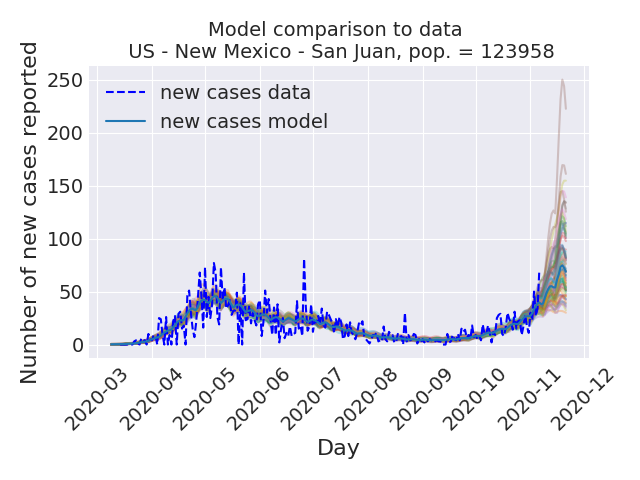 Model comparison to data
US - New Mexico - San Juan, pop. = 123958
Number of new cases reported
250
200
150
100
50
0
new cases data
new cases model
2020-03
2020-04
2020-05
2020-06
2020-07
2020-08
2020-09
2020-10
2020-11
2020-12
Day